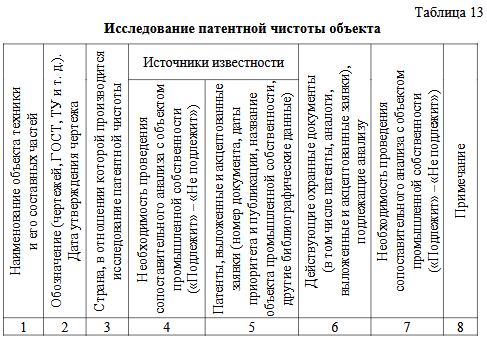 Таблица 13
Исследование патентной чистоты объекта
Наименование объекта техники
и его составных частей
Обозначение (чертежей, ГОСТ, ТУ и т. д.).
Дата утверждения чертежа
Страна, в отношении которой производится
исследование патентной чистоты
Источники известности
Необходимость проведения
сопоставительного анализа с объектом
промышленной собственности
(«Подлежит» – «Не подлежит»)
Патенты, выложенные и акцептованные
заявки (номер документа, даты
приоритета и публикации, название
объекта промышленной собственности,
другие библиографические данные)
Действующие охранные документы
(в том числе патенты, аналоги,
выложенные и акцептованные заявки),
подлежащие анализу
Необходимость проведения
сопоставительного анализа с объектом
промышленной собственности
(«Подлежит» – «Не подлежит»)
Примечание
1 2 3 4 5 6 7 8